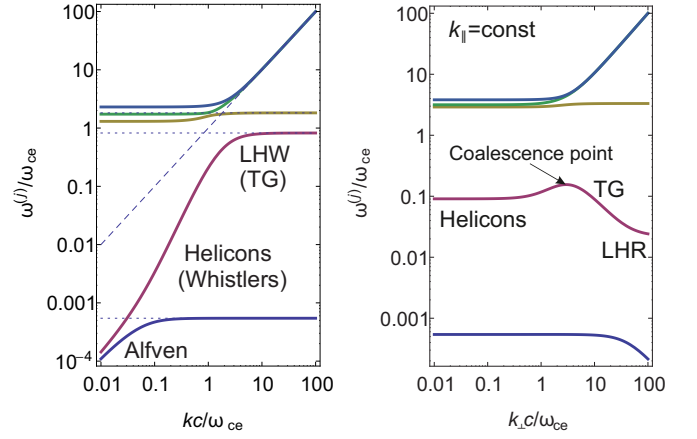 ω⁽ʲ⁾/ω_ce
100
10
1
0.1
0.01
0.001
10⁻⁴
LHW
(TG)
Helicons
(Whistlers)
Alfven
0.01 0.1 1 10 100
kc/ω_ce
ω⁽ʲ⁾/ω_ce
100
10
1
0.1
0.01
0.001
k_∥=const
Coalescence point
TG
Helicons
LHR
0.01 0.1 1 10 100
k_⊥c/ω_ce